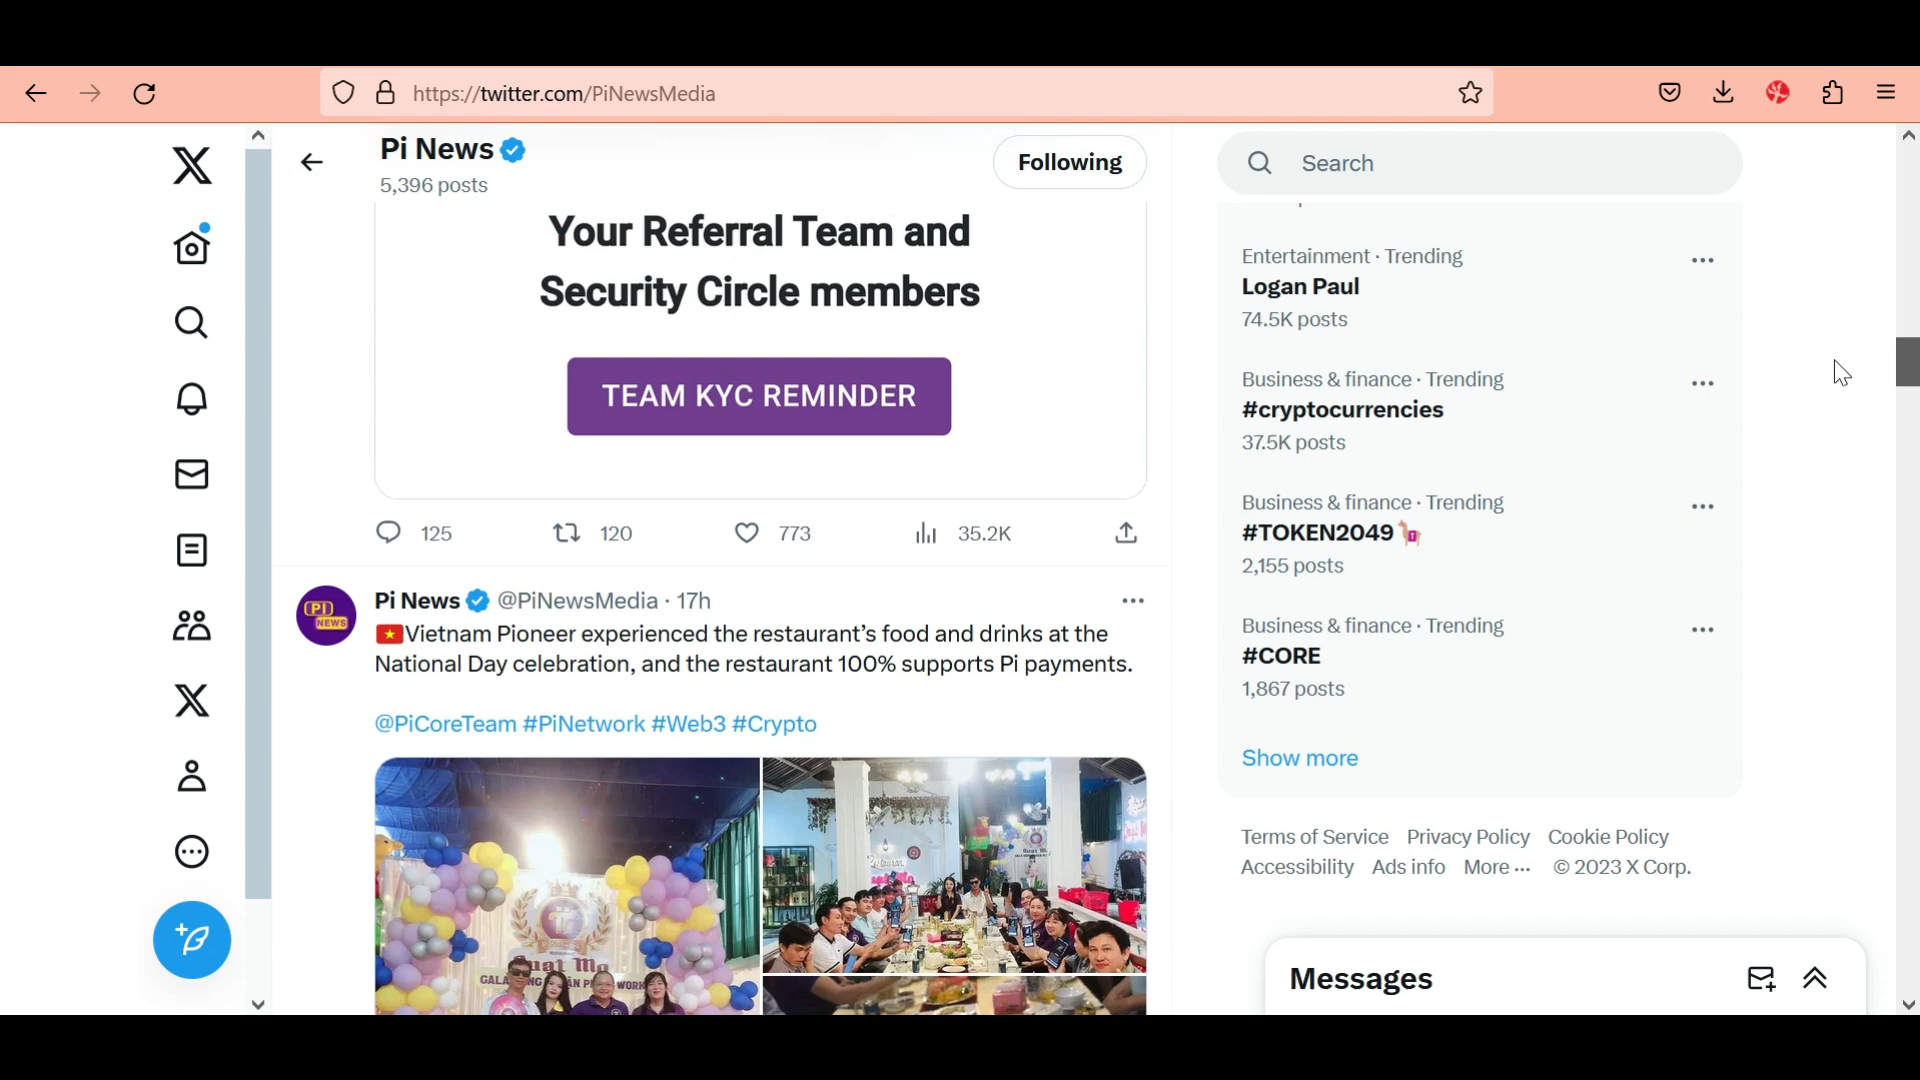 https://twitter.com/PiNewsMedia
Pi News
5,396 posts
Following
Your Referral Team and
Security Circle members
TEAM KYC REMINDER
125 120 773 35.2K
PI NEWS
Pi News @PiNewsMedia · 17h
Vietnam Pioneer experienced the restaurant's food and drinks at the
National Day celebration, and the restaurant 100% supports Pi payments.
@PiCoreTeam #PiNetwork #Web3 #Crypto
Search
Entertainment · Trending
Logan Paul
74.5K posts
Business & finance · Trending
#cryptocurrencies
37.5K posts
Business & finance · Trending
#TOKEN2049
2,155 posts
Business & finance · Trending
#CORE
1,867 posts
Show more
Terms of Service Privacy Policy Cookie Policy
Accessibility Ads info More ··· © 2023 X Corp.
Messages